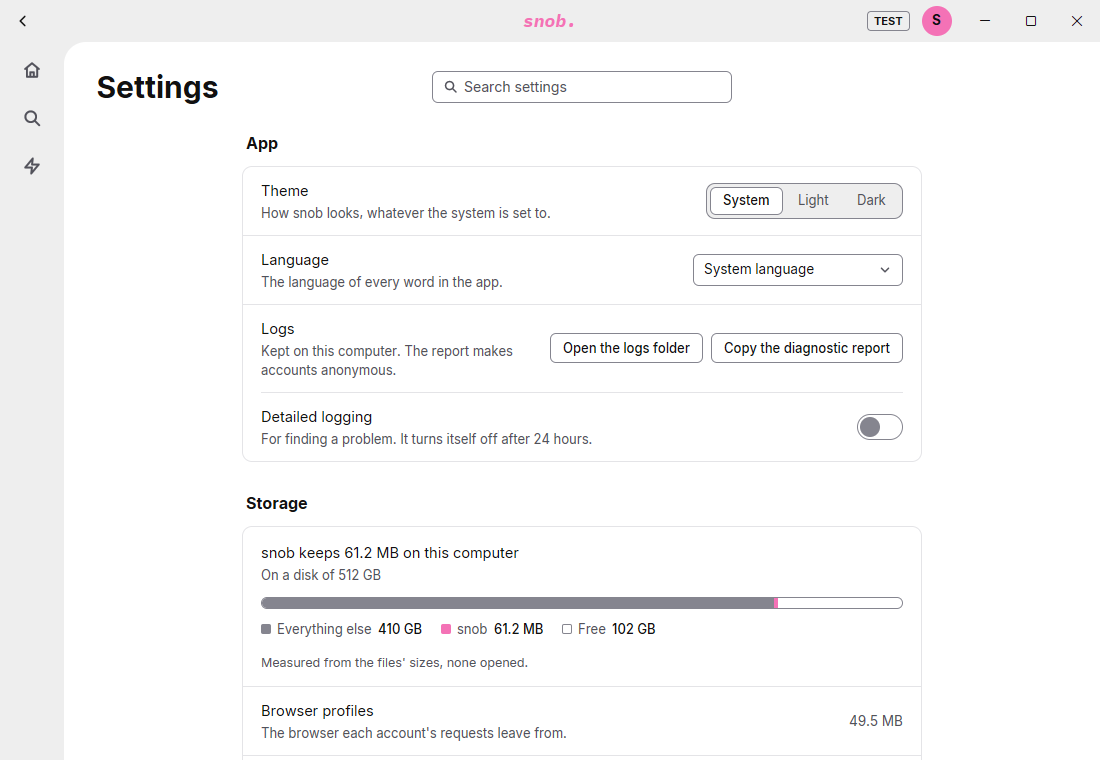 snob.
TEST
S
Settings
Search settings
App
Theme
How snob looks, whatever the system is set to.
System
Light
Dark
Language
The language of every word in the app.
System language
Logs
Kept on this computer. The report makes
accounts anonymous.
Open the logs folder
Copy the diagnostic report
Detailed logging
For finding a problem. It turns itself off after 24 hours.
Storage
snob keeps 61.2 MB on this computer
On a disk of 512 GB
Everything else 410 GB
snob 61.2 MB
Free 102 GB
Measured from the files' sizes, none opened.
Browser profiles
The browser each account's requests leave from.
49.5 MB